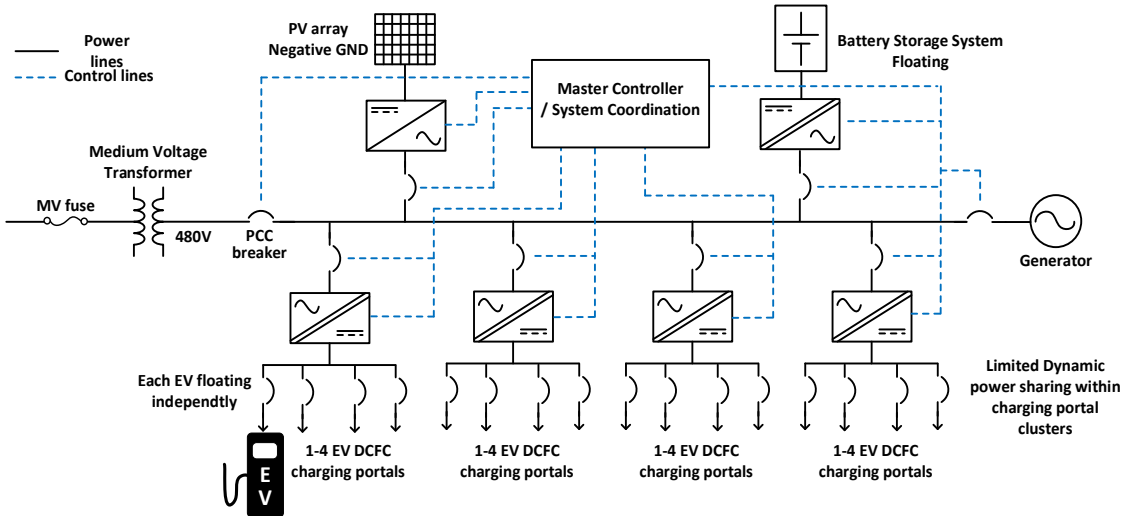 Power
lines
Control lines
PV array
Negative GND
Battery Storage System
Floating
Master Controller
/ System Coordination
Medium Voltage
Transformer
MV fuse
480V
PCC
breaker
Generator
Each EV floating
independtly
Limited Dynamic
power sharing within
charging portal
clusters
1-4 EV DCFC
charging portals
1-4 EV DCFC
charging portals
1-4 EV DCFC
charging portals
1-4 EV DCFC
charging portals
E
V